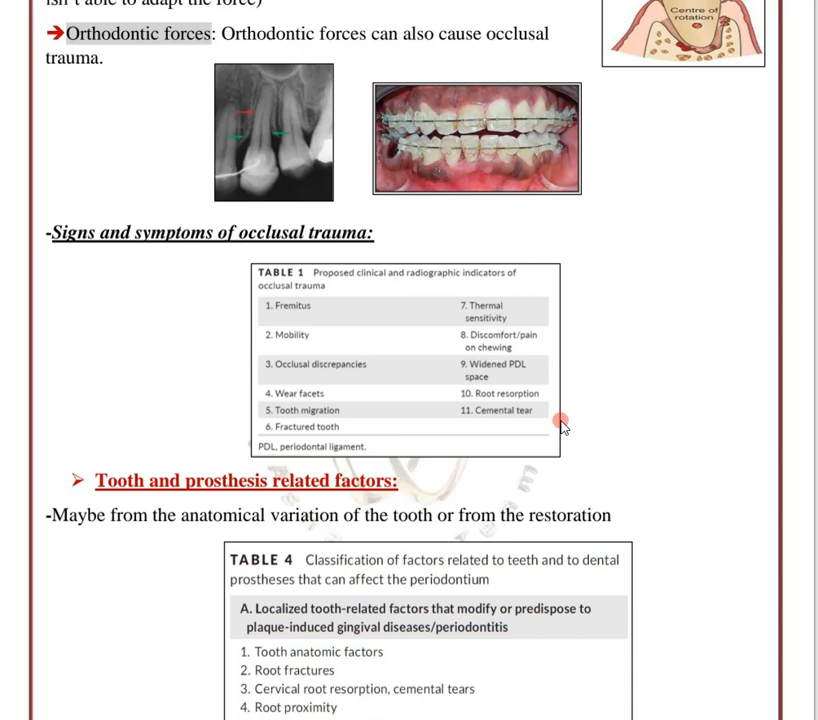 Centre of
rotation
➔Orthodontic forces: Orthodontic forces can also cause occlusal
trauma.
-Signs and symptoms of occlusal trauma:
TABLE 1 Proposed clinical and radiographic indicators of
occlusal trauma
1. Fremitus
7. Thermal
sensitivity
2. Mobility
8. Discomfort/pain
on chewing
3. Occlusal discrepancies
9. Widened PDL
space
4. Wear facets
10. Root resorption
5. Tooth migration
11. Cemental tear
6. Fractured tooth
PDL, periodontal ligament.
➢ Tooth and prosthesis related factors:
-Maybe from the anatomical variation of the tooth or from the restoration
TABLE 4 Classification of factors related to teeth and to dental
prostheses that can affect the periodontium
A. Localized tooth-related factors that modify or predispose to
plaque-induced gingival diseases/periodontitis
1. Tooth anatomic factors
2. Root fractures
3. Cervical root resorption, cemental tears
4. Root proximity